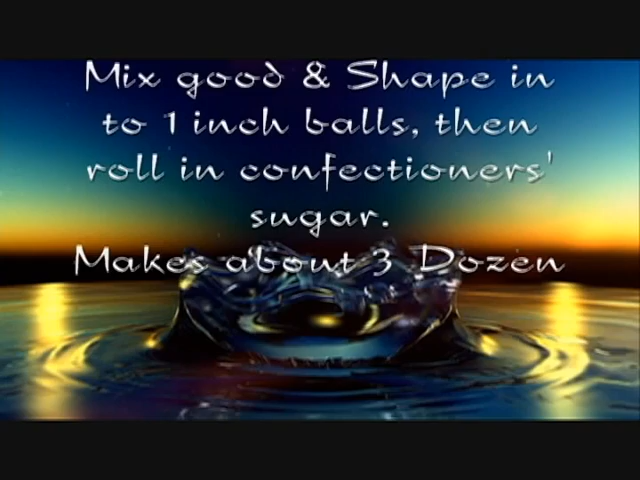 Mix good & Shape in
to 1 inch balls, then
roll in confectioners'
sugar.
Makes about 3 Dozen